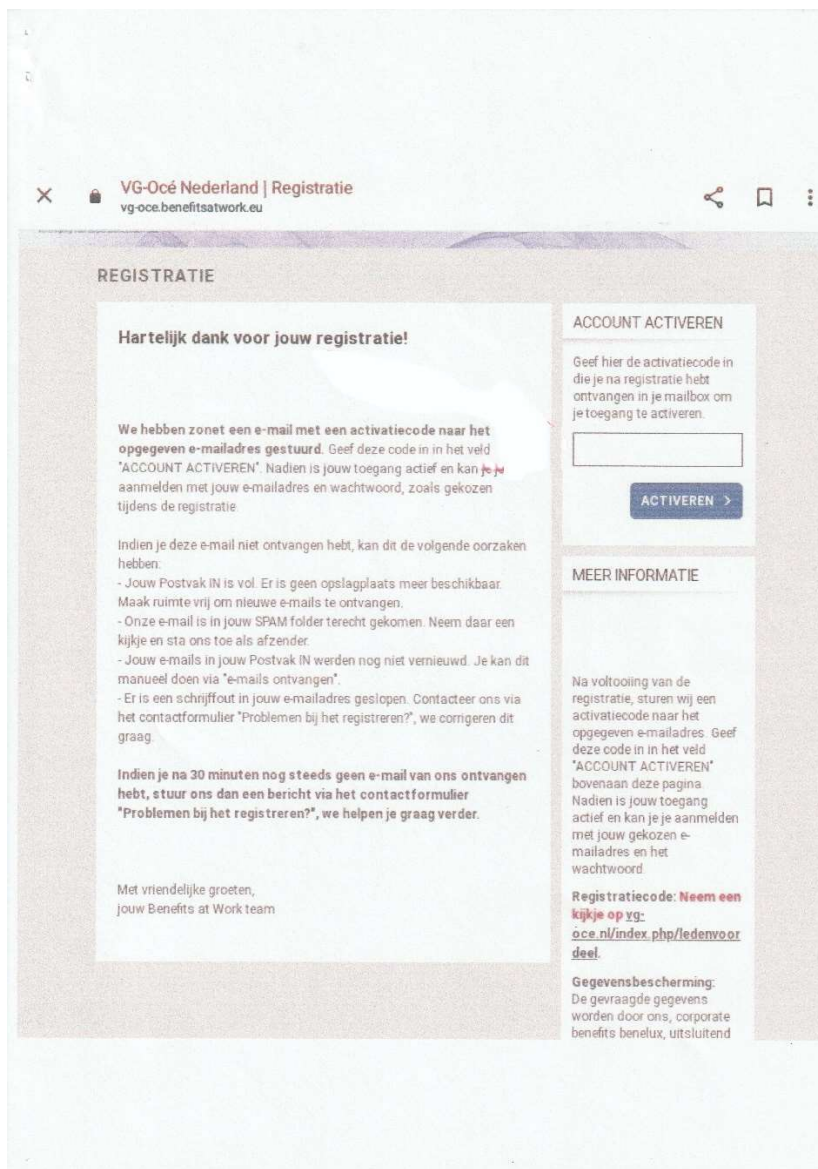 VG-Océ Nederland | Registratie
vg-oce.benefitsatwork.eu
REGISTRATIE
Hartelijk dank voor jouw registratie!
We hebben zonet een e-mail met een activatiecode naar het
opgegeven e-mailadres gestuurd. Geef deze code in in het veld
"ACCOUNT ACTIVEREN". Nadien is jouw toegang actief en kan je je
aanmelden met jouw e-mailadres en wachtwoord, zoals gekozen
tijdens de registratie
Indien je deze e-mail niet ontvangen hebt, kan dit de volgende oorzaken
hebben:
- Jouw Postvak IN is vol. Er is geen opslagplaats meer beschikbaar.
Maak ruimte vrij om nieuwe e-mails te ontvangen.
- Onze e-mail is in jouw SPAM folder terecht gekomen. Neem daar een
kijkje en sta ons toe als afzender.
- Jouw e-mails in jouw Postvak IN werden nog niet vernieuwd. Je kan dit
manueel doen via "e-mails ontvangen".
- Er is een schrijffout in jouw e-mailadres geslopen. Contacteer ons via
het contactformulier "Problemen bij het registreren?", we corrigeren dit
graag.
Indien je na 30 minuten nog steeds geen e-mail van ons ontvangen
hebt, stuur ons dan een bericht via het contactformulier
"Problemen bij het registreren?", we helpen je graag verder.
Met vriendelijke groeten,
jouw Benefits at Work team
ACCOUNT ACTIVEREN
Geef hier de activatiecode in
die je na registratie hebt
ontvangen in je mailbox om
je toegang te activeren.
ACTIVEREN >
MEER INFORMATIE
Na voltooiing van de
registratie, sturen wij een
activatiecode naar het
opgegeven e-mailadres. Geef
deze code in in het veld
"ACCOUNT ACTIVEREN"
bovenaan deze pagina.
Nadien is jouw toegang
actief en kan je je aanmelden
met jouw gekozen e-
mailadres en het
wachtwoord
Registratiecode: Neem een
kijkje op vg-
oce.nl/index.php/ledenvoor
deel.
Gegevensbescherming:
De gevraagde gegevens
worden door ons, corporate
benefits benelux, uitsluitend